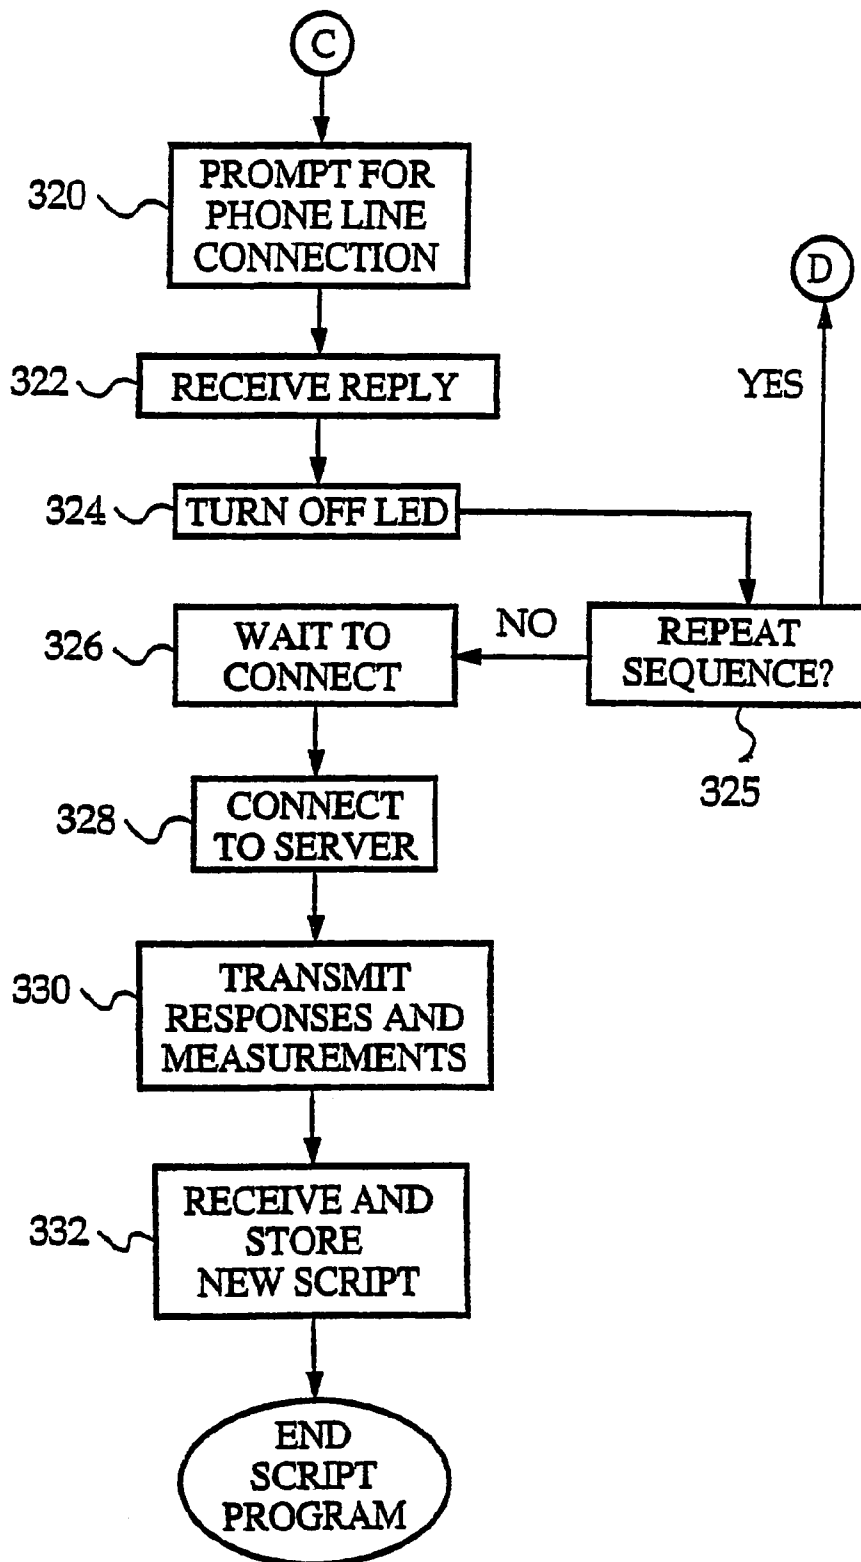 C
320
PROMPT FOR
PHONE LINE
CONNECTION
D
322
RECEIVE REPLY
YES
324
TURN OFF LED
326
WAIT TO
CONNECT
NO
REPEAT
SEQUENCE?
325
328
CONNECT
TO SERVER
330
TRANSMIT
RESPONSES AND
MEASUREMENTS
332
RECEIVE AND
STORE
NEW SCRIPT
END
SCRIPT
PROGRAM